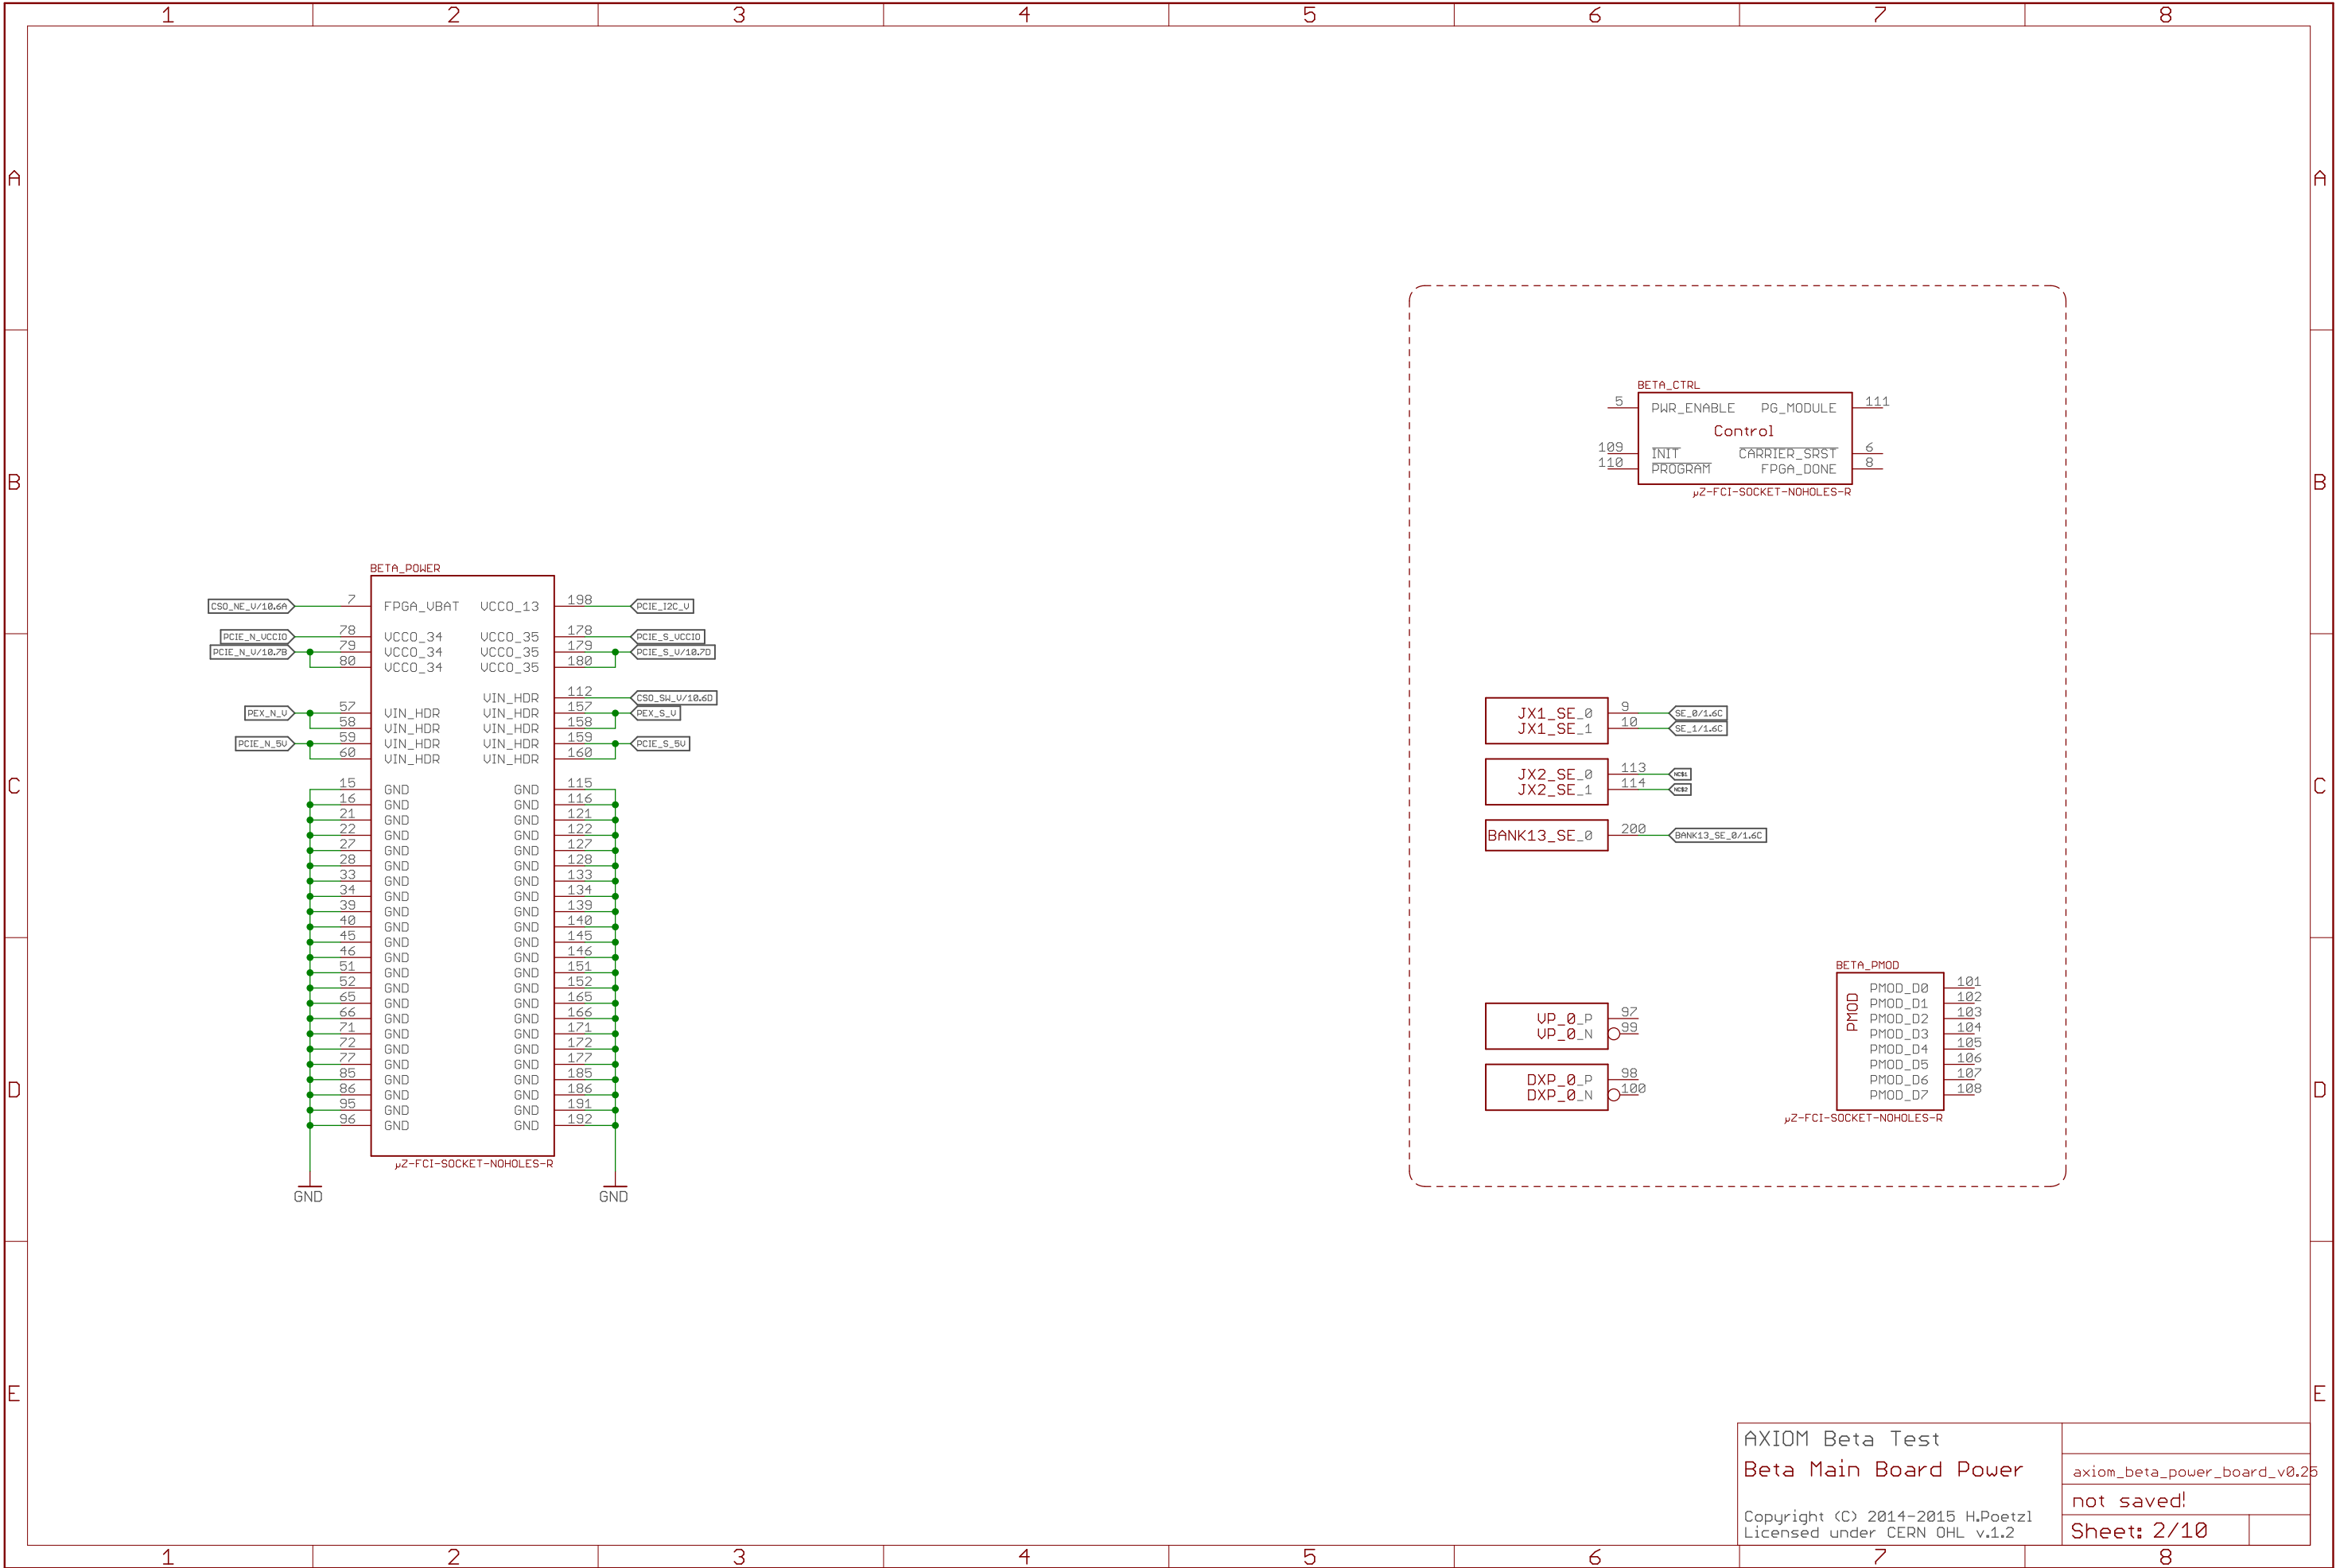 1 2 3 4 5 6 7 8
A A
B B
C C
D D
E E
BETA_CTRL
5 PWR_ENABLE PG_MODULE 111
Control
109 INIT CARRIER_SRST 6
110 PROGRAM FPGA_DONE 8
µZ-FCI-SOCKET-NOHOLES-R
BETA_POWER
CSO_NE_V/10.6A 7 FPGA_VBAT VCCO_13 198 PCIE_I2C_V
PCIE_N_VCCIO 78 VCCO_34 VCCO_35 178 PCIE_S_VCCIO
PCIE_N_V/10.7B 79 VCCO_34 VCCO_35 179 PCIE_S_V/10.7D
80 VCCO_34 VCCO_35 180
VIN_HDR 112 CSO_SW_V/10.6D
PEX_N_V 57 VIN_HDR VIN_HDR 157 PEX_S_V
58 VIN_HDR VIN_HDR 158
PCIE_N_5V 59 VIN_HDR VIN_HDR 159 PCIE_S_5V
60 VIN_HDR VIN_HDR 160
15 GND GND 115
16 GND GND 116
21 GND GND 121
22 GND GND 122
27 GND GND 127
28 GND GND 128
33 GND GND 133
34 GND GND 134
39 GND GND 139
40 GND GND 140
45 GND GND 145
46 GND GND 146
51 GND GND 151
52 GND GND 152
65 GND GND 165
66 GND GND 166
71 GND GND 171
72 GND GND 172
77 GND GND 177
85 GND GND 185
86 GND GND 186
95 GND GND 191
96 GND GND 192
µZ-FCI-SOCKET-NOHOLES-R
GND GND
JX1_SE_0 9 SE_0/1.6C
JX1_SE_1 10 SE_1/1.6C
JX2_SE_0 113 NC$1
JX2_SE_1 114 NC$2
BANK13_SE_0 200 BANK13_SE_0/1.6C
VP_0_P 97
VP_0_N 99
DXP_0_P 98
DXP_0_N 100
BETA_PMOD
PMOD
PMOD_D0 101
PMOD_D1 102
PMOD_D2 103
PMOD_D3 104
PMOD_D4 105
PMOD_D5 106
PMOD_D6 107
PMOD_D7 108
µZ-FCI-SOCKET-NOHOLES-R
AXIOM Beta Test
Beta Main Board Power
Copyright (C) 2014-2015 H.Poetzl
Licensed under CERN OHL v.1.2
axiom_beta_power_board_v0.25
not saved!
Sheet: 2/10
1 2 3 4 5 6 7 8